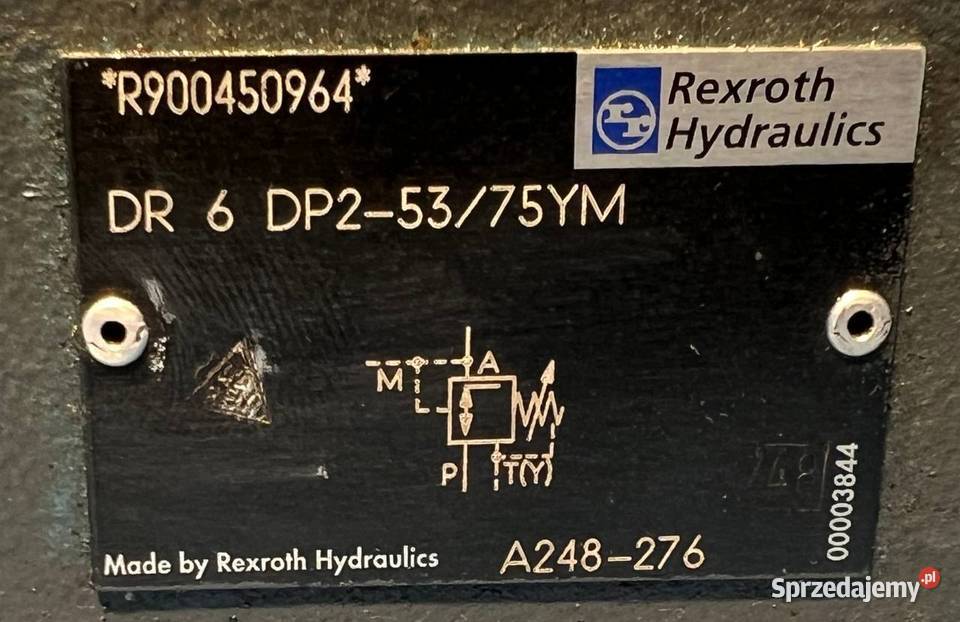 *R900450964*
Rexroth
Hydraulics
DR 6 DP2-53/75YM
M
A
P
T(Y)
00003844
Made by Rexroth Hydraulics
A248-276
Sprzedajemy.pl